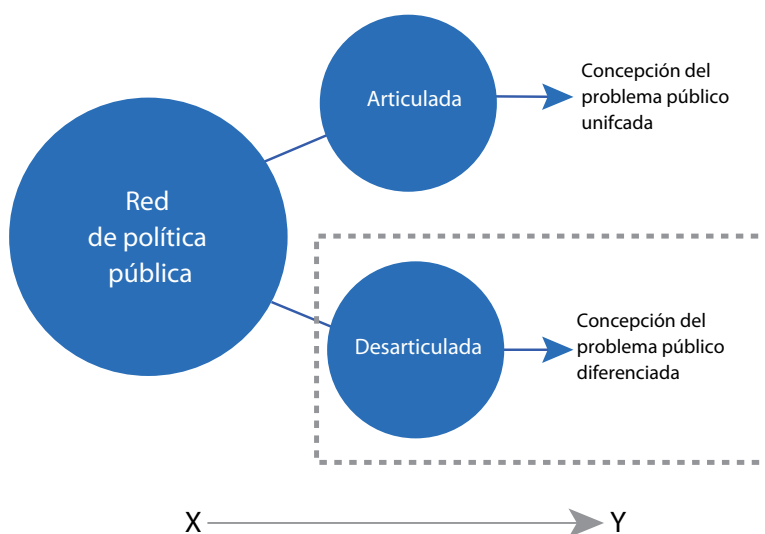 Red
de política
pública
Articulada
Concepción del
problema público
unifcada
Desarticulada
Concepción del
problema público
diferenciada
X
Y